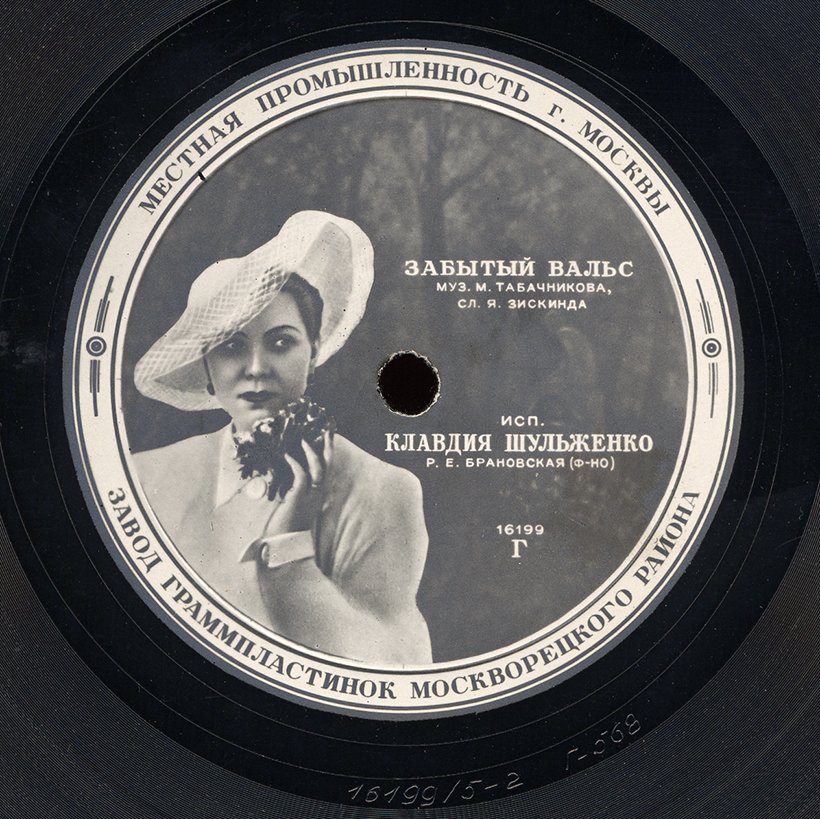 МЕСТНАЯ ПРОМЫШЛЕННОСТЬ г. МОСКВЫ
ЗАБЫТЫЙ ВАЛЬС
МУЗ. М. ТАБАЧНИКОВА,
СЛ. Я. ЗИСКИНДА
ИСП.
КЛАВДИЯ ШУЛЬЖЕНКО
Р. Е. БРАНОВСКАЯ (Ф-НО)
16199
Г
ЗАВОД ГРАММПЛАСТИНОК МОСКВОРЕЦКОГО РАЙОНА
16199/5-2 Г-568